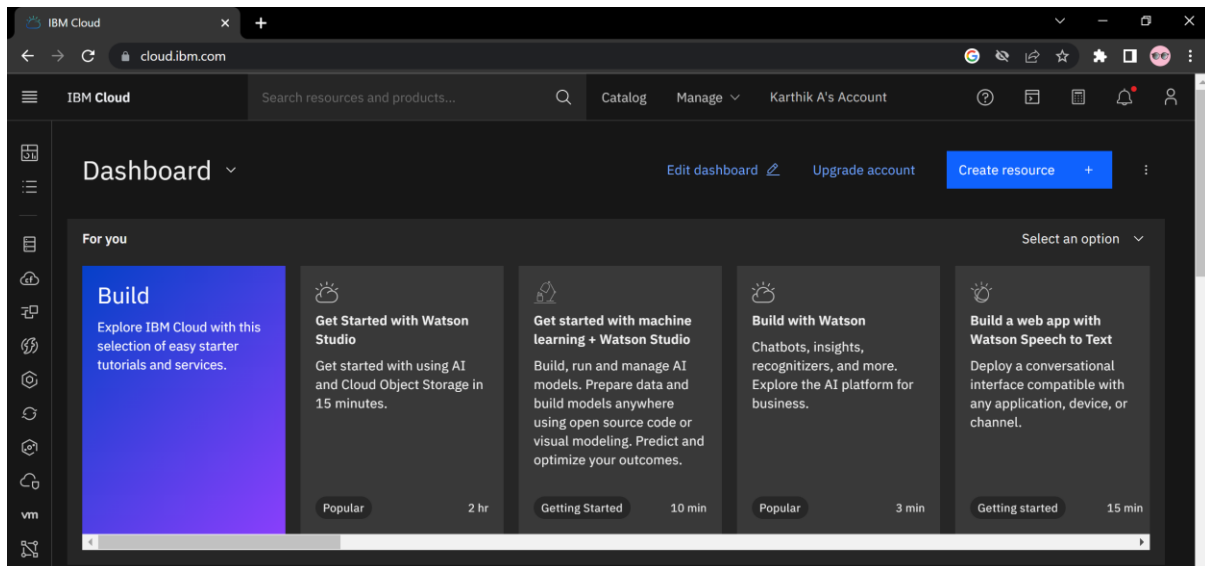 IBM Cloud
cloud.ibm.com
IBM Cloud
Search resources and products...
Catalog
Manage
Karthik A's Account
Dashboard
Edit dashboard
Upgrade account
Create resource +
For you
Select an option
Build
Explore IBM Cloud with this
selection of easy starter
tutorials and services.
Get Started with Watson
Studio
Get started with using AI
and Cloud Object Storage in
15 minutes.
Popular
2 hr
Get started with machine
learning + Watson Studio
Build, run and manage AI
models. Prepare data and
build models anywhere
using open source code or
visual modeling. Predict and
optimize your outcomes.
Getting Started
10 min
Build with Watson
Chatbots, insights,
recognitizers, and more.
Explore the AI platform for
business.
Popular
3 min
Build a web app with
Watson Speech to Text
Deploy a conversational
interface compatible with
any application, device, or
channel.
Getting started
15 min
vm